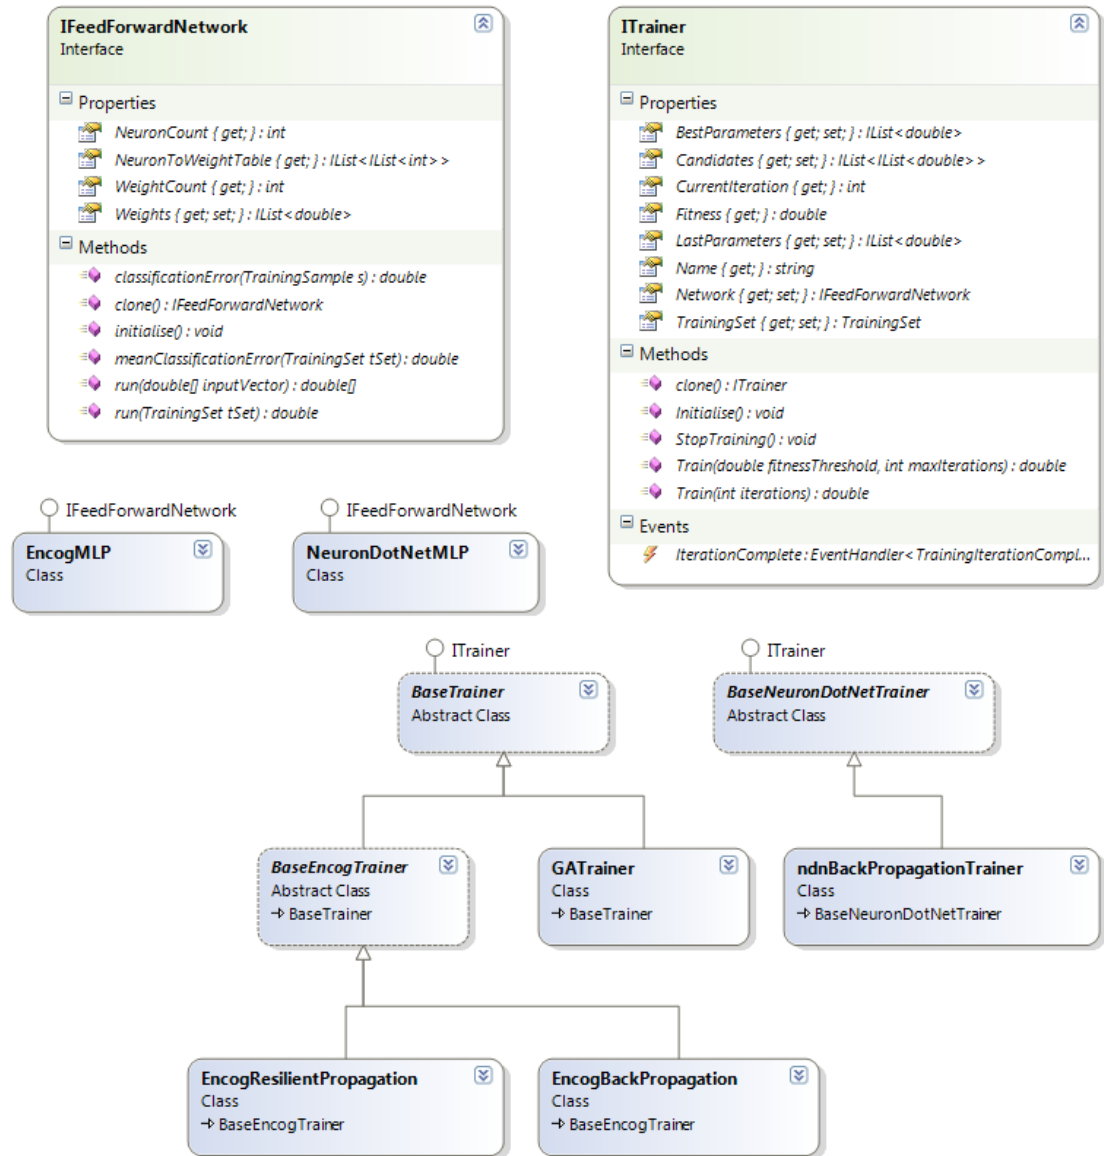 IFeedForwardNetwork
Interface
Properties
NeuronCount { get; } : int
NeuronToWeightTable { get; } : IList<IList<int>>
WeightCount { get; } : int
Weights { get; set; } : IList<double>
Methods
classificationError(TrainingSample s) : double
clone() : IFeedForwardNetwork
initialise() : void
meanClassificationError(TrainingSet tSet) : double
run(double[] inputVector) : double[]
run(TrainingSet tSet) : double
ITrainer
Interface
Properties
BestParameters { get; set; } : IList<double>
Candidates { get; set; } : IList<IList<double>>
CurrentIteration { get; } : int
Fitness { get; } : double
LastParameters { get; set; } : IList<double>
Name { get; } : string
Network { get; set; } : IFeedForwardNetwork
TrainingSet { get; set; } : TrainingSet
Methods
clone() : ITrainer
Initialise() : void
StopTraining() : void
Train(double fitnessThreshold, int maxIterations) : double
Train(int iterations) : double
Events
IterationComplete : EventHandler<TrainingIterationCompl...
IFeedForwardNetwork
EncogMLP
Class
IFeedForwardNetwork
NeuronDotNetMLP
Class
ITrainer
BaseTrainer
Abstract Class
ITrainer
BaseNeuronDotNetTrainer
Abstract Class
BaseEncogTrainer
Abstract Class
BaseTrainer
GATrainer
Class
BaseTrainer
ndnBackPropagationTrainer
Class
BaseNeuronDotNetTrainer
EncogResilientPropagation
Class
BaseEncogTrainer
EncogBackPropagation
Class
BaseEncogTrainer